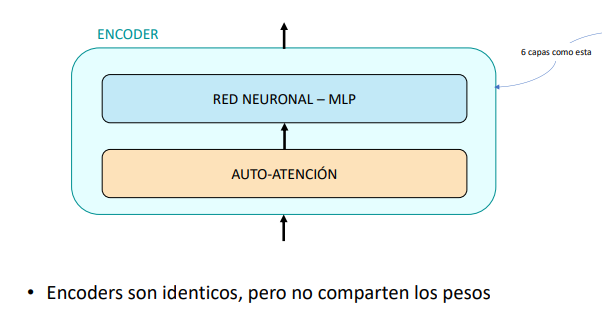 ENCODER
6 capas como esta
RED NEURONAL – MLP
AUTO-ATENCIÓN
• Encoders son identicos, pero no comparten los pesos